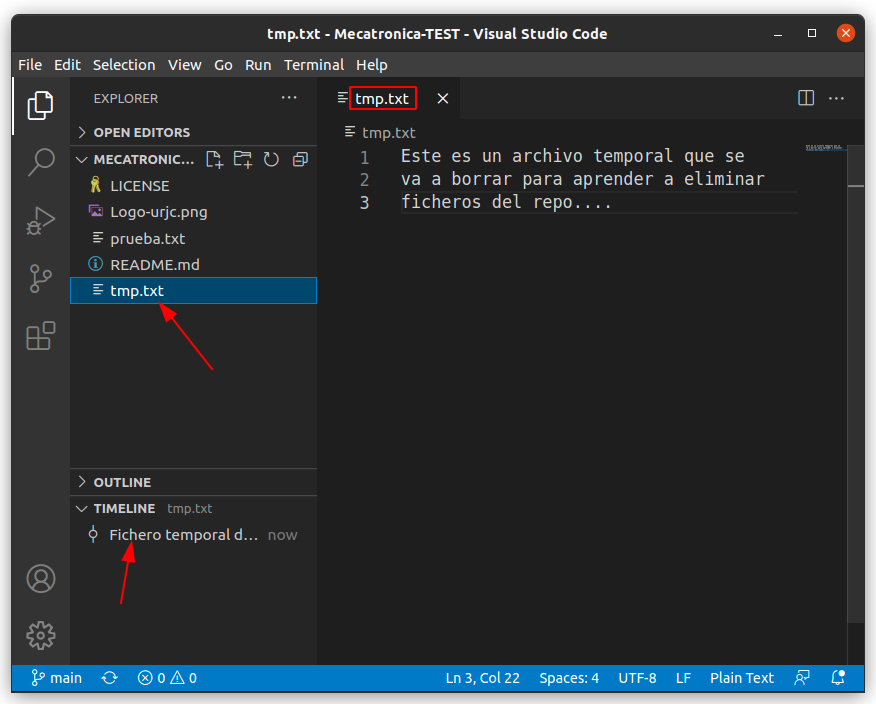 tmp.txt - Mecatronica-TEST - Visual Studio Code
File Edit Selection View Go Run Terminal Help
EXPLORER
tmp.txt
OPEN EDITORS
tmp.txt
MECATRONIC...
1 Este es un archivo temporal que se
2 va a borrar para aprender a eliminar
3 ficheros del repo....
LICENSE
Logo-urjc.png
prueba.txt
README.md
tmp.txt
OUTLINE
TIMELINE tmp.txt
Fichero temporal d... now
main 0 0 Ln 3, Col 22 Spaces: 4 UTF-8 LF Plain Text